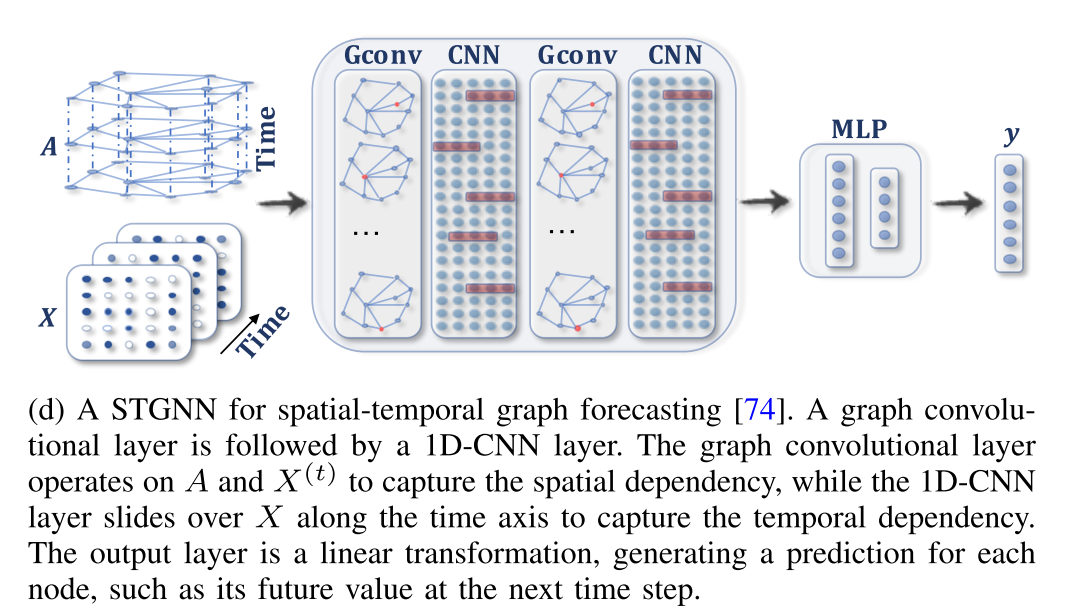 Gconv CNN Gconv CNN
A
Time
MLP
y
...
...
X
Time
(d) A STGNN for spatial-temporal graph forecasting [74]. A graph convolu-
tional layer is followed by a 1D-CNN layer. The graph convolutional layer
operates on A and X^(t) to capture the spatial dependency, while the 1D-CNN
layer slides over X along the time axis to capture the temporal dependency.
The output layer is a linear transformation, generating a prediction for each
node, such as its future value at the next time step.